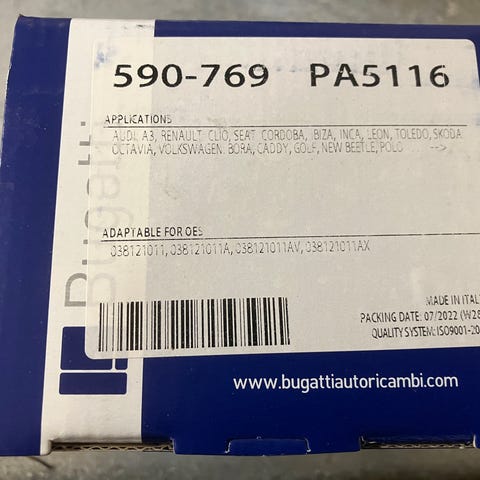 590-769 PA5116
APPLICATIONS
AUDI, A3, RENAULT, CLIO, SEAT, CORDOBA, IBIZA, INCA, LEON, TOLEDO, SKODA
OCTAVIA, VOLKSWAGEN, BORA, CADDY, GOLF, NEW BEETLE, POLO -->
ADAPTABLE FOR OES
038121011, 038121011A, 038121011AV, 038121011AX
MADE IN ITAL
PACKING DATE: 07/2022 (W28
QUALITY SYSTEM: ISO9001-20
Bugatti
www.bugattiautoricambi.com